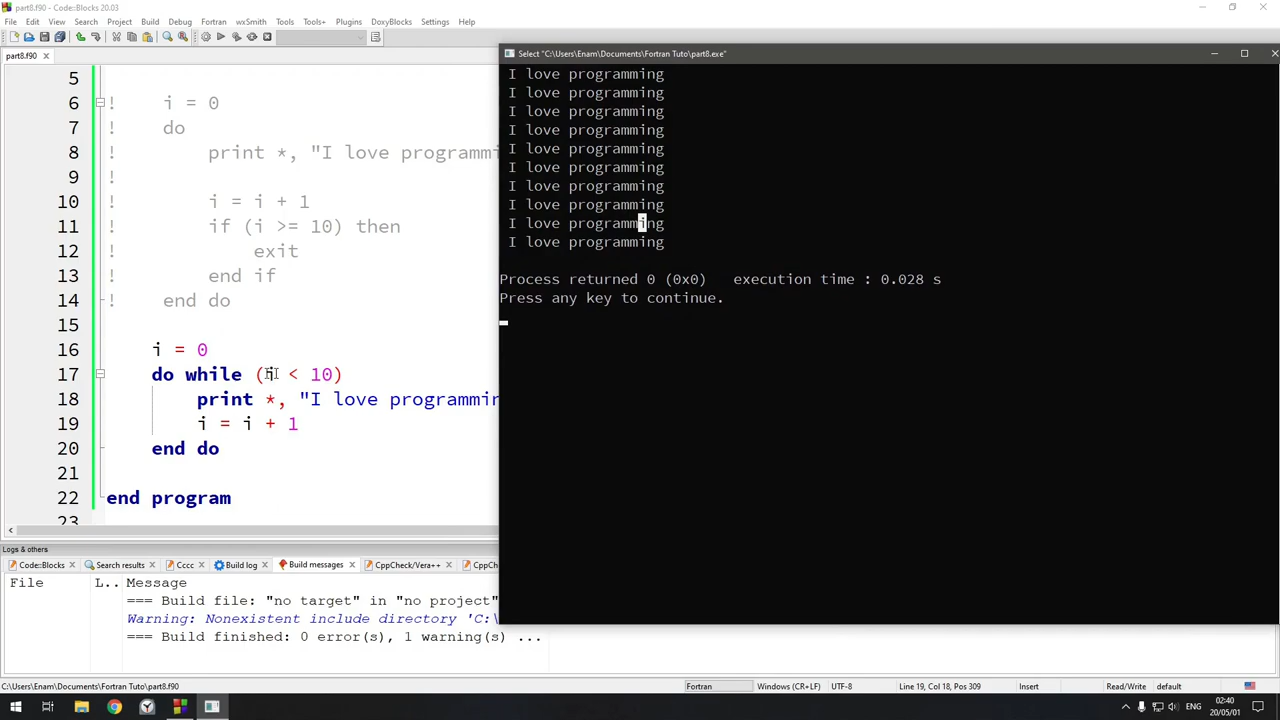 part8.f90 - Code::Blocks 20.03
File Edit View Search Project Build Debug Fortran wxSmith Tools Tools+ Plugins DoxyBlocks Settings Help
part8.f90
5
6 ! i = 0
7 ! do
8 ! print *, "I love programmi
9 !
10 ! i = i + 1
11 ! if (i >= 10) then
12 ! exit
13 ! end if
14 ! end do
15
16 i = 0
17 do while (i < 10)
18 print *, "I love programmin
19 i = i + 1
20 end do
21
22 end program
23
Select "C:\Users\Enam\Documents\Fortran Tuto\part8.exe"
I love programming
I love programming
I love programming
I love programming
I love programming
I love programming
I love programming
I love programming
I love programming
I love programming
Process returned 0 (0x0) execution time : 0.028 s
Press any key to continue.
Logs & others
Code::Blocks Search results Cccc Build log Build messages CppCheck/Vera++ CppCh
File L.. Message
=== Build file: "no target" in "no project"
Warning: Nonexistent include directory 'C:\
=== Build finished: 0 error(s), 1 warning(s) ...
C:\Users\Enam\Documents\Fortran Tuto\part8.f90 Fortran Windows (CR+LF) UTF-8 Line 19, Col 18, Pos 309 Insert Read/Write default
ENG
02:40
20/05/01